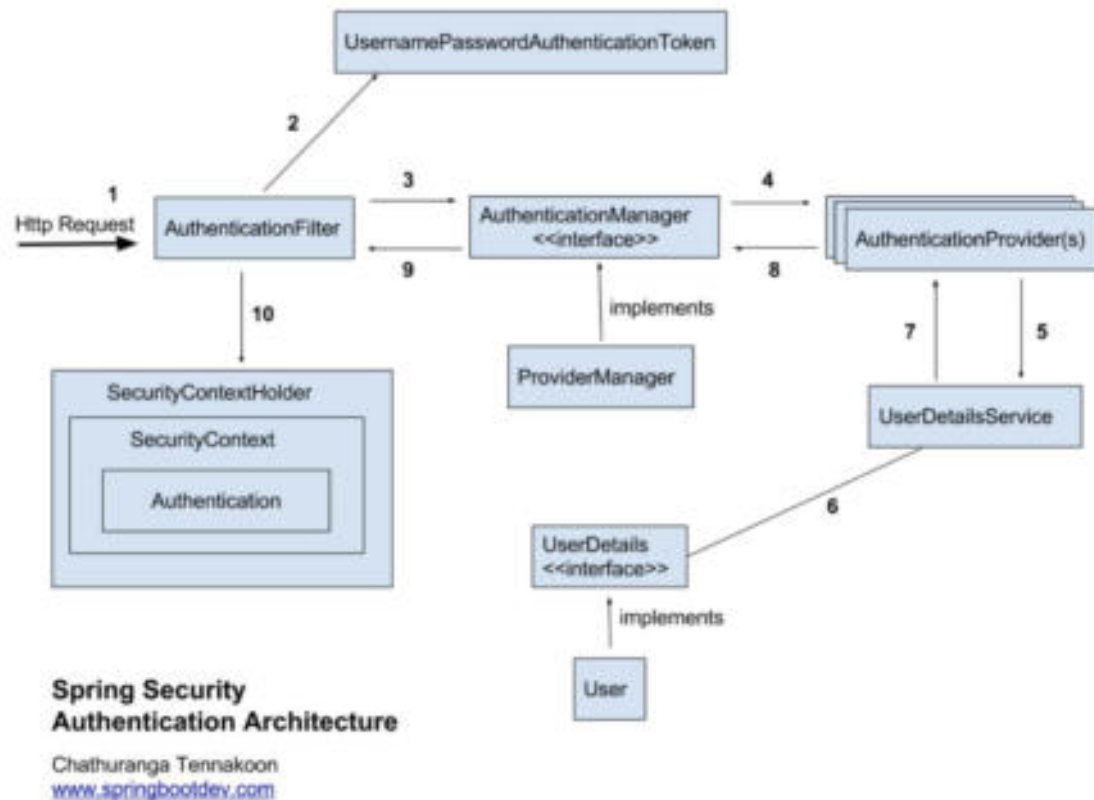 UsernamePasswordAuthenticationToken
2
1
Http Request
AuthenticationFilter
3
9
AuthenticationManager
<<interface>>
4
8
AuthenticationProvider(s)
10
implements
ProviderManager
7
5
UserDetailsService
SecurityContextHolder
SecurityContext
Authentication
6
UserDetails
<<interface>>
implements
User
Spring Security
Authentication Architecture
Chathuranga Tennakoon
www.springbootdev.com